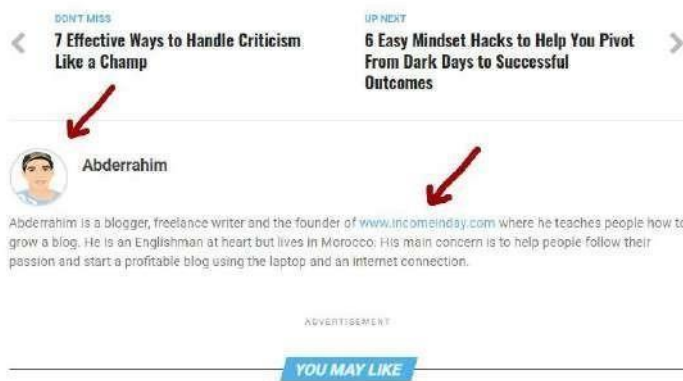 DON'T MISS
7 Effective Ways to Handle Criticism
Like a Champ
UP NEXT
6 Easy Mindset Hacks to Help You Pivot
From Dark Days to Successful
Outcomes
Abderrahim
Abderrahim is a blogger, freelance writer and the founder of www.incomeinday.com where he teaches people how to
grow a blog. He is an Englishman at heart but lives in Morocco. His main concern is to help people follow their
passion and start a profitable blog using the laptop and an internet connection.
ADVERTISEMENT
YOU MAY LIKE